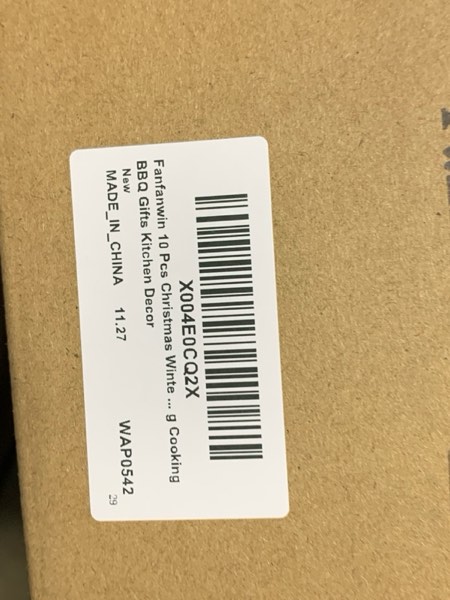 X004E0CQ2X
Fanfanwin 10 Pcs Christmas Winte ... g Cooking
BBQ Gifts Kitchen Decor
New
MADE_IN_CHINA 11.27 WAP0542
29